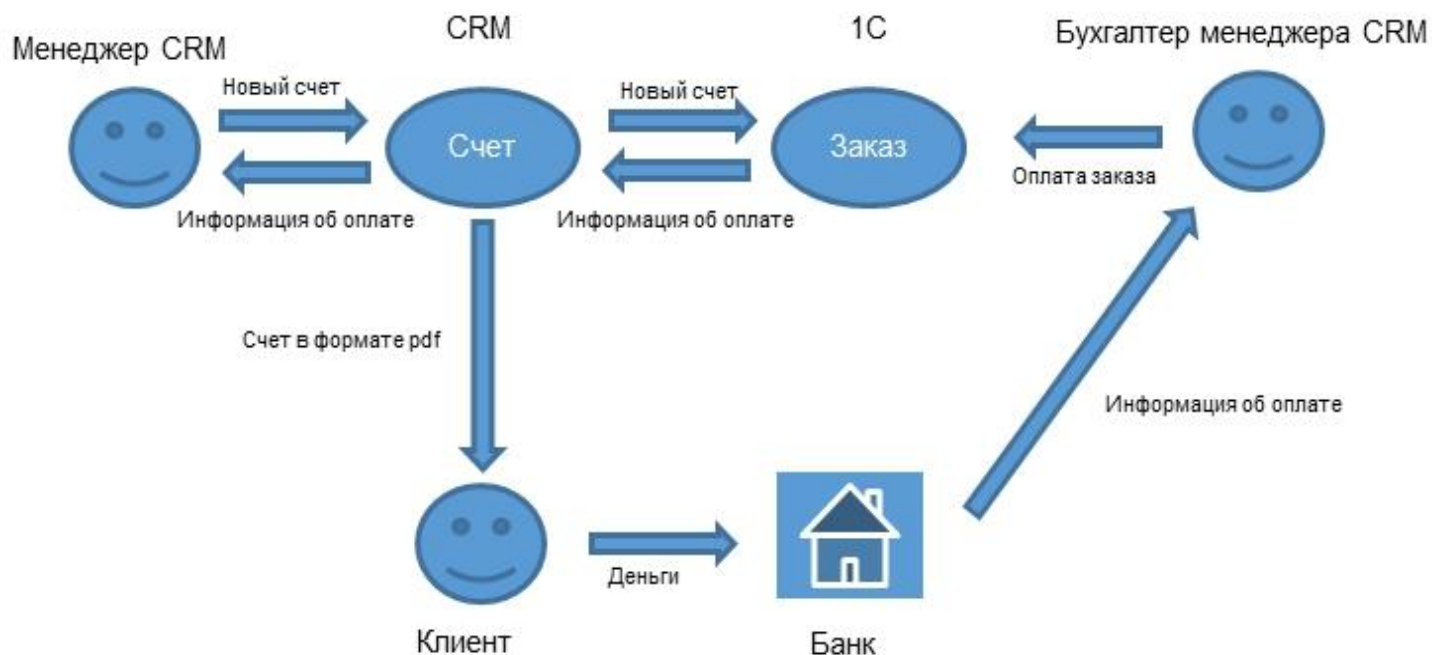 Менеджер CRM
CRM
1С
Бухгалтер менеджера CRM
Новый счет
Новый счет
Счет
Заказ
Оплата заказа
Информация об оплате
Информация об оплате
Счет в формате pdf
Информация об оплате
Деньги
Клиент
Банк